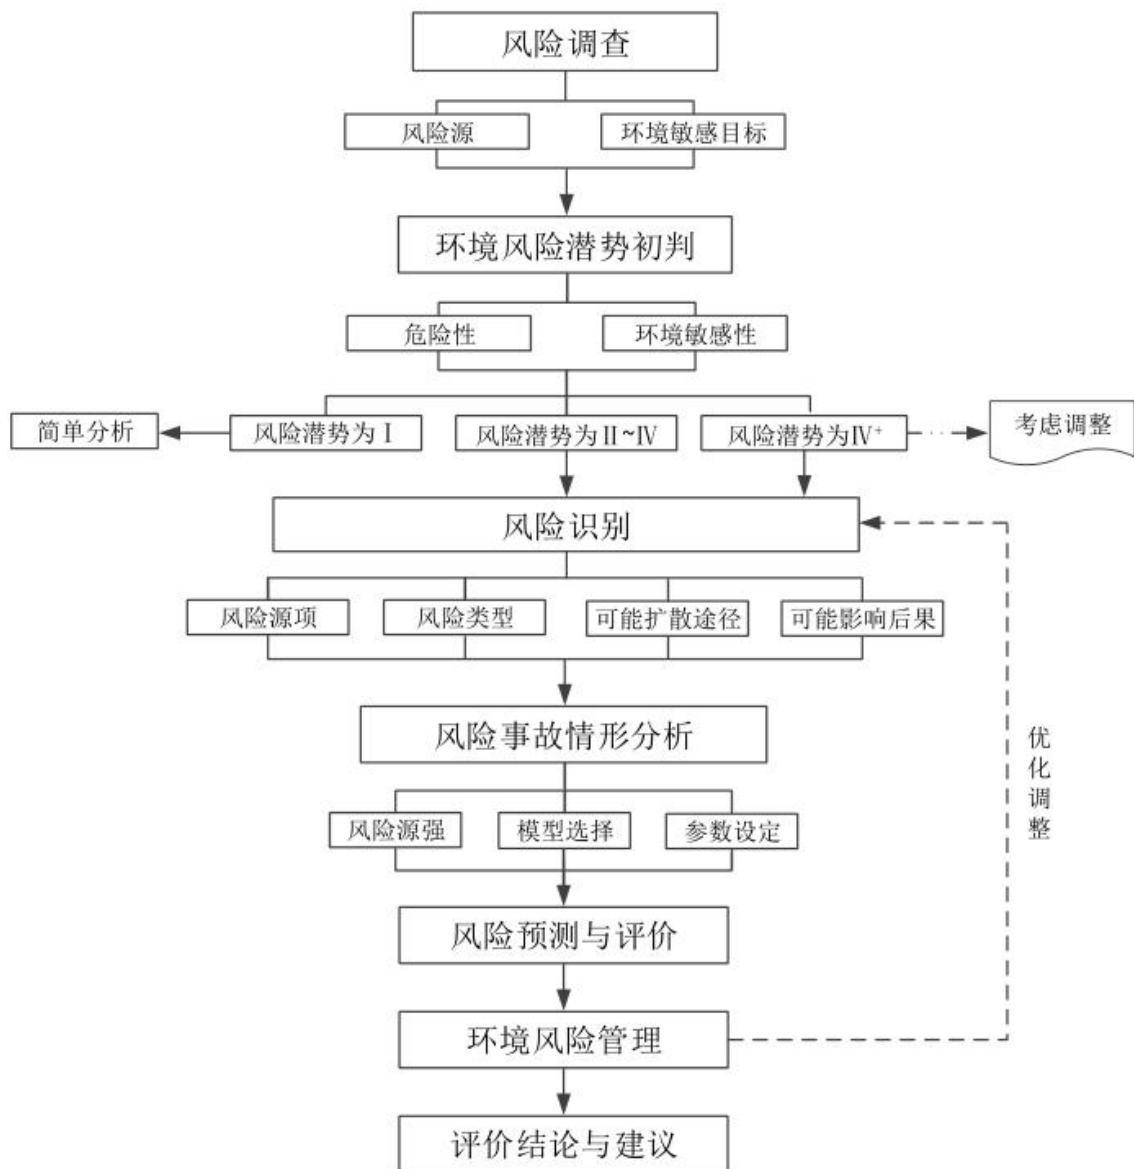 风险调查
风险源
环境敏感目标
环境风险潜势初判
危险性
环境敏感性
简单分析
风险潜势为Ⅰ
风险潜势为Ⅱ~Ⅳ
风险潜势为Ⅳ⁺
考虑调整
风险识别
风险源项
风险类型
可能扩散途径
可能影响后果
风险事故情形分析
风险源强
模型选择
参数设定
优化调整
风险预测与评价
环境风险管理
评价结论与建议